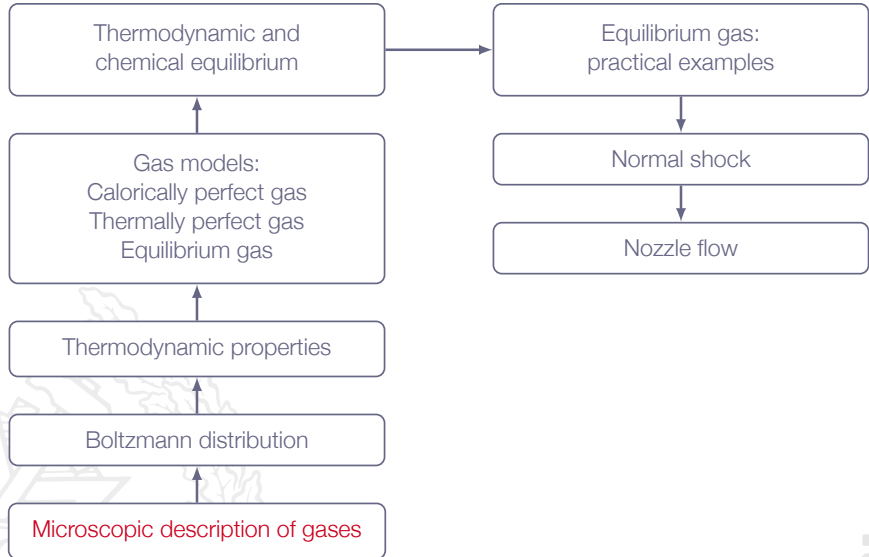 Thermodynamic and
chemical equilibrium
Equilibrium gas:
practical examples
Gas models:
Calorically perfect gas
Thermally perfect gas
Equilibrium gas
Normal shock
Nozzle flow
Thermodynamic properties
Boltzmann distribution
Microscopic description of gases